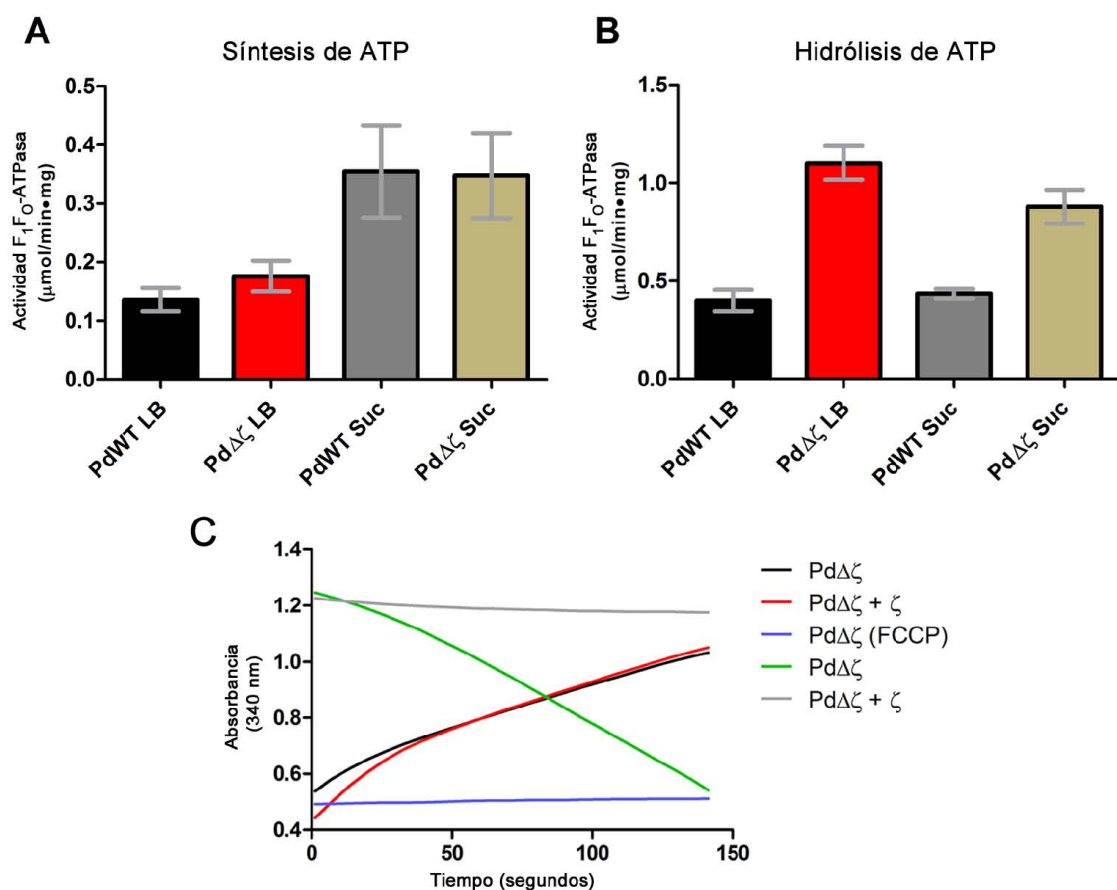 A
Síntesis de ATP
Actividad F₁F₀-ATPasa
(μmol/min•mg)
0.5
0.4
0.3
0.2
0.1
0.0
PdWT LB
PdΔζ LB
PdWT Suc
PdΔζ Suc
B
Hidrólisis de ATP
Actividad F₁F₀-ATPasa
(μmol/min•mg)
1.5
1.0
0.5
0.0
PdWT LB
PdΔζ LB
PdWT Suc
PdΔζ Suc
C
Absorbancia
(340 nm)
1.4
1.2
1.0
0.8
0.6
0.4
0
50
100
150
Tiempo (segundos)
PdΔζ
PdΔζ + ζ
PdΔζ (FCCP)
PdΔζ
PdΔζ + ζ